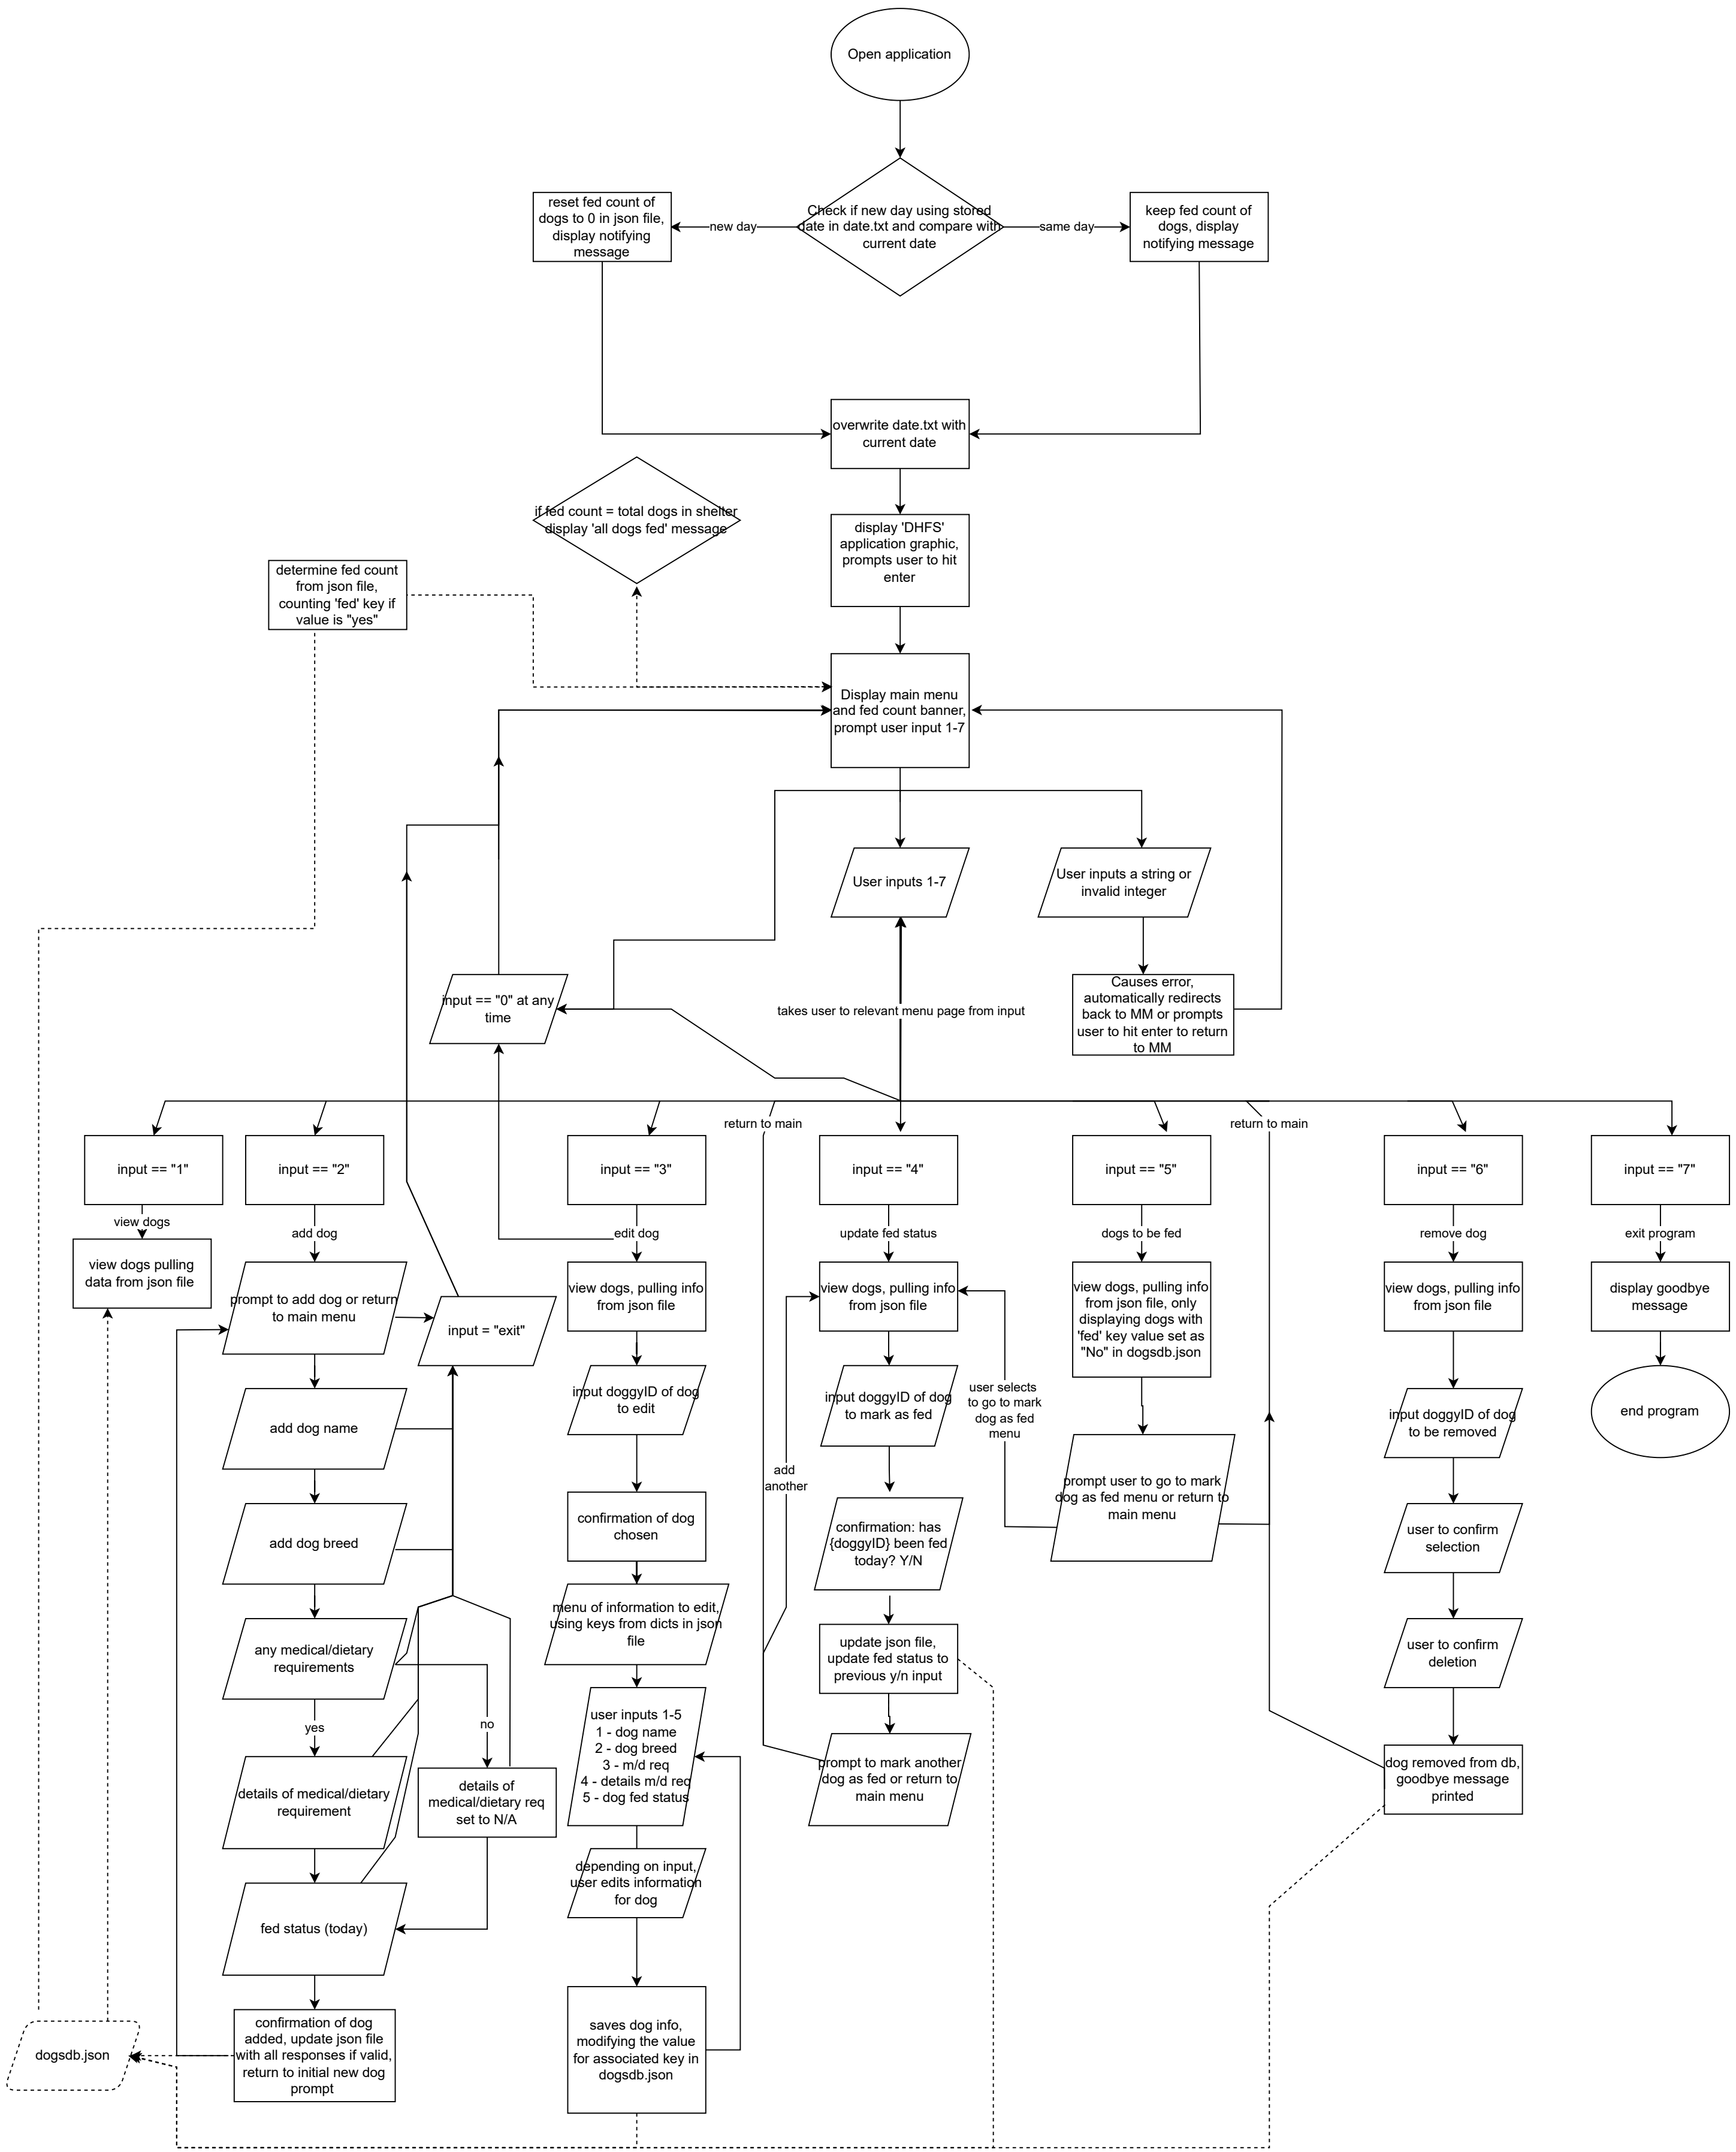 Open application
reset fed count of
dogs to 0 in json file,
display notifying
message
new day
Check if new day using stored
date in date.txt and compare with
current date
same day
keep fed count of
dogs, display
notifying message
overwrite date.txt with
current date
if fed count = total dogs in shelter
display 'all dogs fed' message
display 'DHFS'
application graphic,
prompts user to hit
enter
determine fed count
from json file,
counting 'fed' key if
value is "yes"
Display main menu
and fed count banner,
prompt user input 1-7
User inputs 1-7
User inputs a string or
invalid integer
input == "0" at any
time
takes user to relevant menu page from input
Causes error,
automatically redirects
back to MM or prompts
user to hit enter to return
to MM
return to main
return to main
input == "1"
input == "2"
input == "3"
input == "4"
input == "5"
input == "6"
input == "7"
view dogs
add dog
edit dog
update fed status
dogs to be fed
remove dog
exit program
view dogs pulling
data from json file
prompt to add dog or return
to main menu
input = "exit"
view dogs, pulling info
from json file
view dogs, pulling info
from json file
view dogs, pulling info
from json file, only
displaying dogs with
'fed' key value set as
"No" in dogsdb.json
view dogs, pulling info
from json file
display goodbye
message
add dog name
input doggyID of dog
to edit
input doggyID of dog
to mark as fed
user selects
to go to mark
dog as fed
menu
input doggyID of dog
to be removed
end program
add
another
prompt user to go to mark
dog as fed menu or return to
main menu
add dog breed
confirmation of dog
chosen
confirmation: has
{doggyID} been fed
today? Y/N
user to confirm
selection
any medical/dietary
requirements
menu of information to edit,
using keys from dicts in json
file
update json file,
update fed status to
previous y/n input
user to confirm
deletion
yes
no
user inputs 1-5
1 - dog name
2 - dog breed
3 - m/d req
4 - details m/d req
5 - dog fed status
details of medical/dietary
requirement
details of
medical/dietary req
set to N/A
prompt to mark another
dog as fed or return to
main menu
dog removed from db,
goodbye message
printed
depending on input,
user edits information
for dog
fed status (today)
dogsdb.json
confirmation of dog
added, update json file
with all responses if valid,
return to initial new dog
prompt
saves dog info,
modifying the value
for associated key in
dogsdb.json